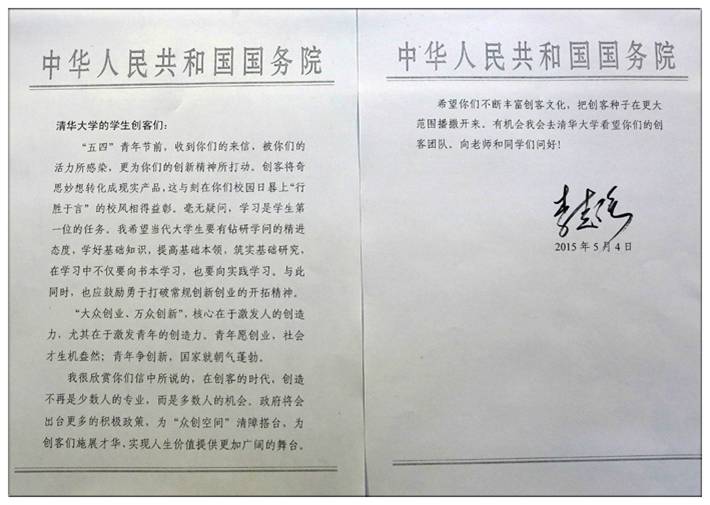 中华人民共和国国务院
清华大学的学生创客们：
“五四”青年节前，收到你们的来信，被你们的
活力所感染，更为你们的创新精神所打动。创客将奇
思妙想转化成现实产品，这与刻在你们校园日晷上“行
胜于言”的校风相得益彰。毫无疑问，学习是学生第
一位的任务。我希望当代大学生要有钻研学问的精进
态度，学好基础知识，提高基础本领，筑实基础研究，
在学习中不仅要向书本学习，也要向实践学习。与此
同时，也应鼓励勇于打破常规创新创业的开拓精神。
“大众创业、万众创新”，核心在于激发人的创造
力，尤其在于激发青年的创造力。青年愿创业，社会
才生机盎然；青年争创新，国家就朝气蓬勃。
我很欣赏你们信中所说的，在创客的时代，创造
不再是少数人的专业，而是多数人的机会。政府将会
出台更多的积极政策，为“众创空间”清障搭台，为
创客们施展才华、实现人生价值提供更加广阔的舞台。
中华人民共和国国务院
希望你们不断丰富创客文化，把创客种子在更大
范围播撒开来。有机会我会去清华大学看望你们的创
客团队。向老师和同学们问好！
李克强
2015年5月4日